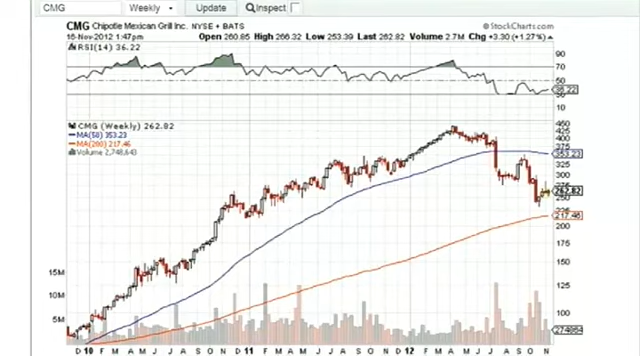 CMG Weekly Update Inspect
CMG Chipotle Mexican Grill Inc. NYSE + BATS © StockCharts.com
16-Nov-2012 1:47pm Open 260.85 High 266.32 Low 253.39 Last 262.82 Volume 2.7M Chg +3.30 (+1.27%)
RSI(14) 36.22
90
70
50
36.22
30
10
CMG (Weekly) 262.82
MA(50) 353.23
MA(200) 217.46
Volume 2,748,643
450
425
400
375
353.23
325
300
275
262.82
250
217.46
200
175
150
125
100
15M
10M
5M
D 10 F M A M J J A S O N D 11 F M A M J J A S O N D 12 F M A M J J A S O